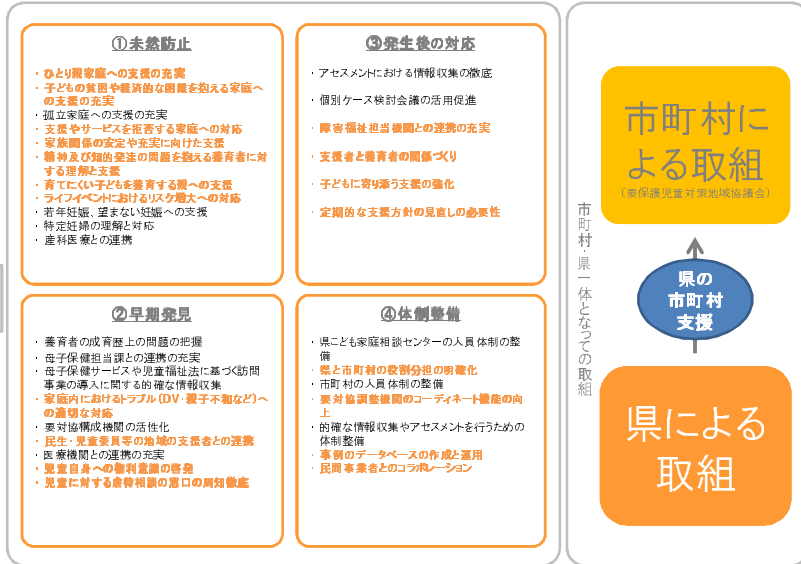 ①未然防止
・ひとり親家庭への支援の充実
・子どもの貧困や経済的な困難を抱える家庭へ
の支援の充実
・孤立家庭への支援の充実
・支援やサービスを拒否する家庭への対応
・家族関係の安定や充実に向けた支援
・精神及び知的発達の問題を抱える養育者に対
する理解と支援
・育てにくい子どもを養育する親への支援
・ライフイベントにおけるリスク増大への対応
・若年妊娠、望まない妊娠への支援
・特定妊婦の理解と対応
・産科医療との連携
②早期発見
・養育者の成育歴上の問題の把握
・母子保健担当課との連携の充実
・母子保健サービスや児童福祉法に基づく訪問
事業の導入に関する的確な情報収集
・家庭内におけるトラブル(DV・親子不和など)へ
の適切な対応
・要対協構成機関の活性化
・民生・児童委員等の地域の支援者との連携
・医療機関との連携の充実
・児童自身への権利意識の啓発
・児童に対する虐待相談の窓口の周知徹底
③発生後の対応
・アセスメントにおける情報収集の徹底
・個別ケース検討会議の活用促進
・障害福祉担当機関との連携の充実
・支援者と養育者の関係づくり
・子どもに寄り添う支援の強化
・定期的な支援方針の見直しの必要性
④体制整備
・県こども家庭相談センターの人員体制の整
備
・県と市町村の役割分担の明確化
・市町村の人員体制の整備
・要対協調整機関のコーディネート機能の向
上
・的確な情報収集やアセスメントを行うための
体制整備
・事例のデータベースの作成と運用
・民間事業者とのコラボレーション
市町村・県一体となっての取組
市町村に
よる取組
(要保護児童対策地域協議会)
県の
市町村
支援
県による
取組